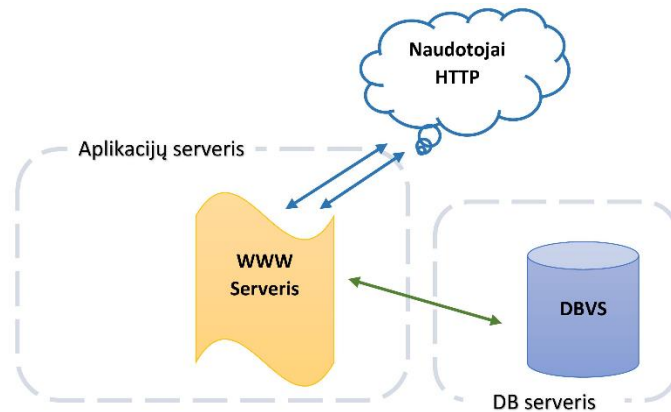 Naudotojai
HTTP
Aplikacijų serveris
WWW
Serveris
DBVS
DB serveris